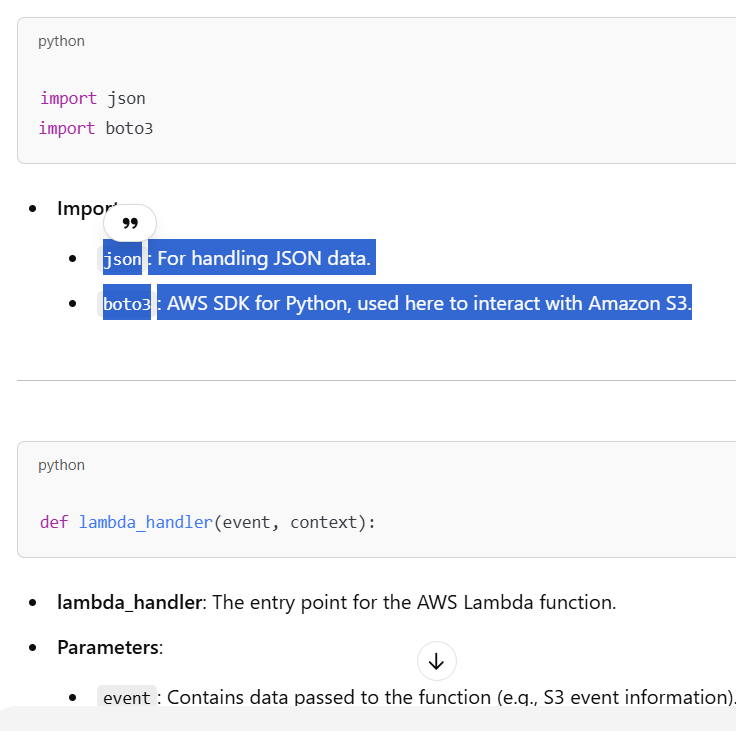 python
import json
import boto3
Import
json: For handling JSON data.
boto3: AWS SDK for Python, used here to interact with Amazon S3.
python
def lambda_handler(event, context):
lambda_handler: The entry point for the AWS Lambda function.
Parameters:
event: Contains data passed to the function (e.g., S3 event information).